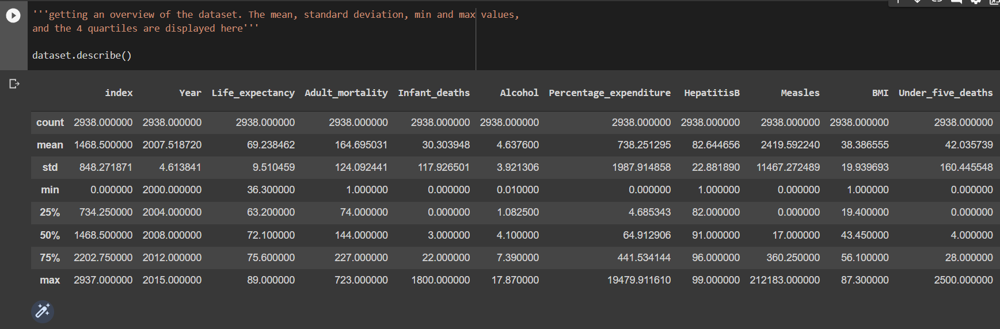 '''getting an overview of the dataset. The mean, standard deviation, min and max values,
and the 4 quartiles are displayed here'''
dataset.describe()
index Year Life_expectancy Adult_mortality Infant_deaths Alcohol Percentage_expenditure HepatitisB Measles BMI Under_five_deaths
count 2938.000000 2938.000000 2938.000000 2938.000000 2938.000000 2938.000000 2938.000000 2938.000000 2938.000000 2938.000000 2938.000000
mean 1468.500000 2007.518720 69.238462 164.695031 30.303948 4.637600 738.251295 82.644656 2419.592240 38.386555 42.035739
std 848.271871 4.613841 9.510459 124.092441 117.926501 3.921306 1987.914858 22.881890 11467.272489 19.939693 160.445548
min 0.000000 2000.000000 36.300000 1.000000 0.000000 0.010000 0.000000 1.000000 0.000000 1.000000 0.000000
25% 734.250000 2004.000000 63.200000 74.000000 0.000000 1.082500 4.685343 82.000000 0.000000 19.400000 0.000000
50% 1468.500000 2008.000000 72.100000 144.000000 3.000000 4.100000 64.912906 91.000000 17.000000 43.450000 4.000000
75% 2202.750000 2012.000000 75.600000 227.000000 22.000000 7.390000 441.534144 96.000000 360.250000 56.100000 28.000000
max 2937.000000 2015.000000 89.000000 723.000000 1800.000000 17.870000 19479.911610 99.000000 212183.000000 87.300000 2500.000000